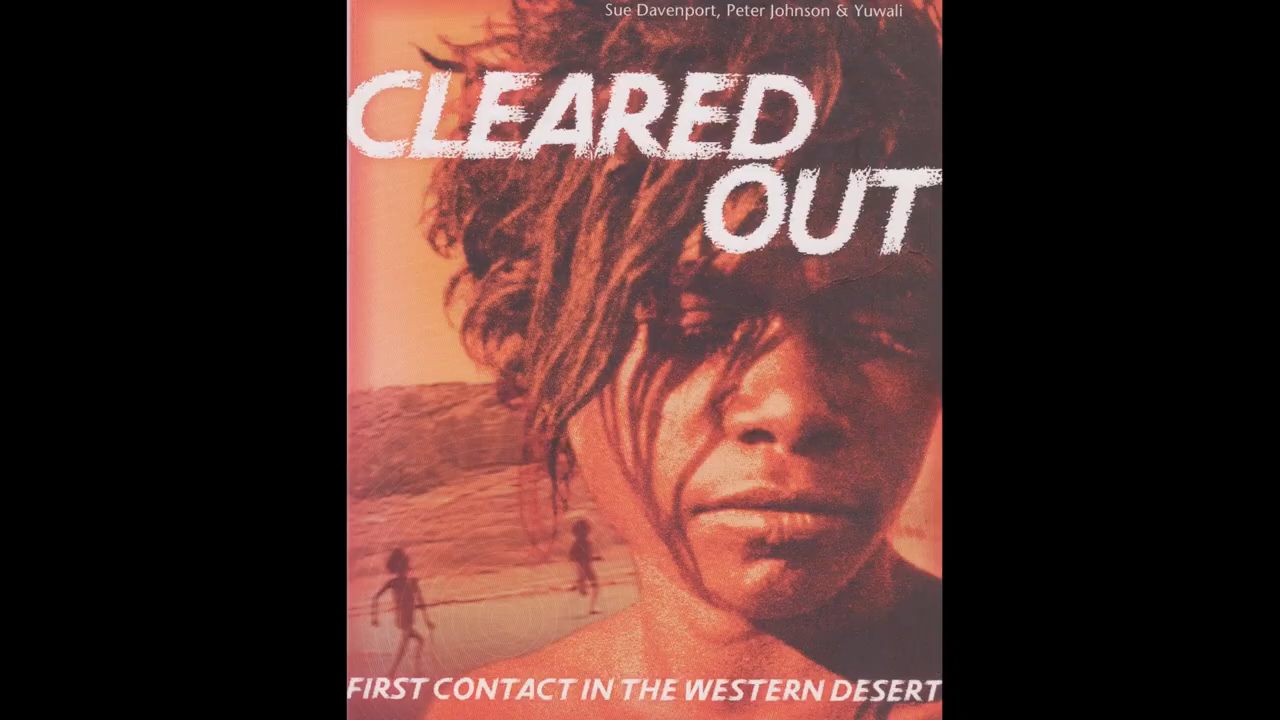 Sue Davenport, Peter Johnson & Yuwali
CLEARED
OUT
FIRST CONTACT IN THE WESTERN DESERT